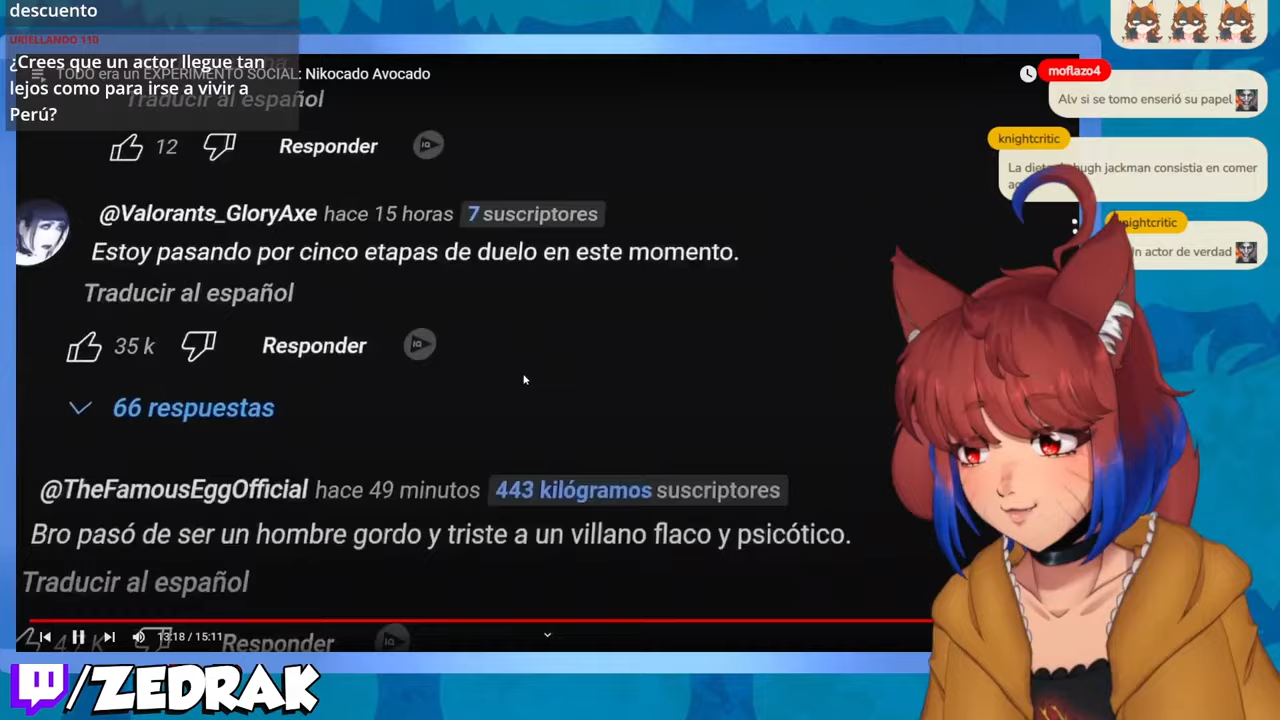 descuento
URIELLANDO 110
¿Crees que un actor llegue tan
lejos como para irse a vivir a
Perú?
TODO era un EXPERIMENTO SOCIAL: Nikocado Avocado
Traducir al español
12 Responder
@Valorants_GloryAxe hace 15 horas 7 suscriptores
Estoy pasando por cinco etapas de duelo en este momento.
Traducir al español
35 k Responder
66 respuestas
@TheFamousEggOfficial hace 49 minutos 443 kilógramos suscriptores
Bro pasó de ser un hombre gordo y triste a un villano flaco y psicótico.
Traducir al español
13:18 / 15:11
Responder
/ZEDRAK
moflazo4
Alv si se tomo enserió su papel
knightcritic
La dieta hugh jackman consistia en comer
knightcritic
actor de verdad